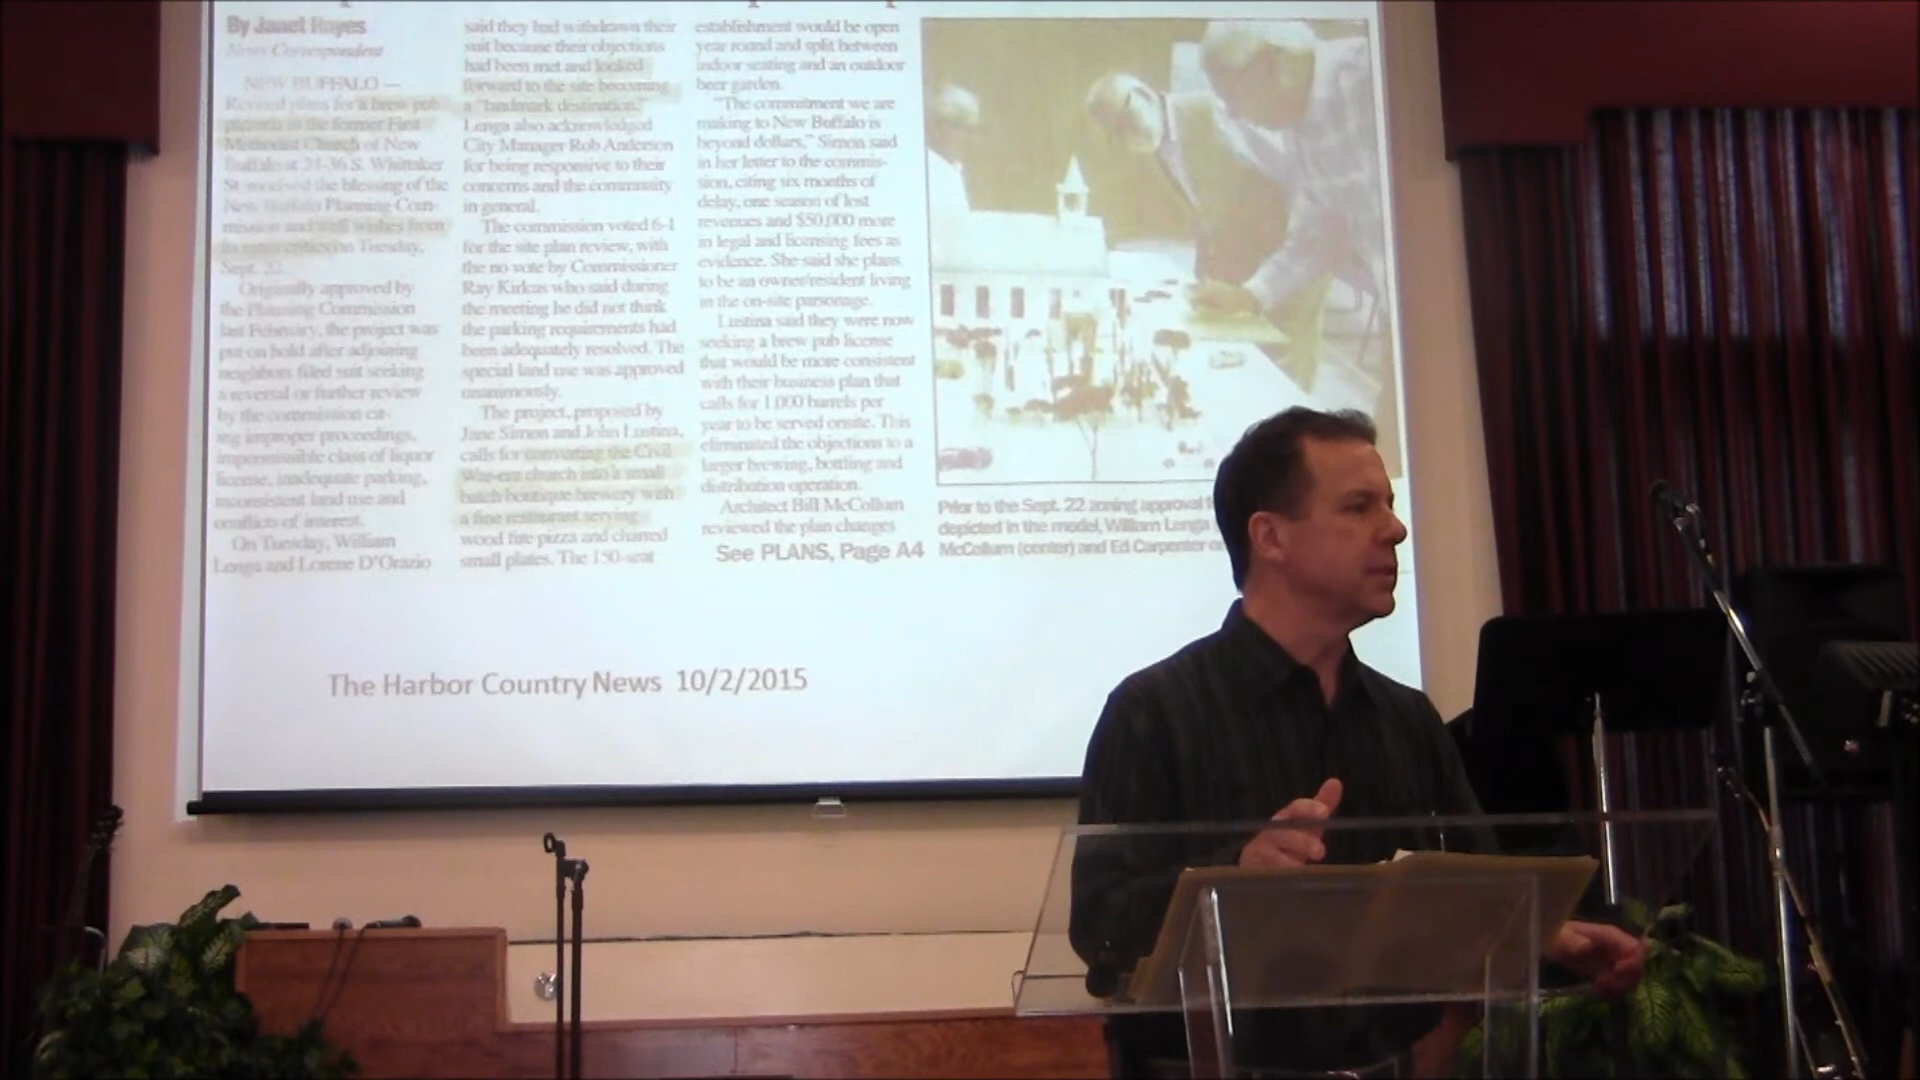 By Janet Hayes
News Correspondent
NEW BUFFALO —
Revised plans for a brew pub
pizzeria in the former First
Methodist Church of New
Buffalo at 24-36 S. Whittaker
St. received the blessing of the
New Buffalo Planning Com-
mission and well wishes from
its critics on Tuesday,
Sept. 22.
Originally approved by
the Planning Commission
last February, the project was
put on hold after adjoining
neighbors filed suit seeking
a reversal or further review
by the commission cit-
ing improper proceedings,
impermissible class of liquor
license, inadequate parking,
inconsistent land use and
conflicts of interest.
On Tuesday, William
Lenga and Lorene D'Orazio
said they had withdrawn their
suit because their objections
had been met and looked
forward to the site becoming
a "landmark destination."
Lenga also acknowledged
City Manager Rob Anderson
for being responsive to their
concerns and the community
in general.
The commission voted 6-1
for the site plan review, with
the no vote by Commissioner
Ray Kirkus who said during
the meeting he did not think
the parking requirements had
been adequately resolved. The
special land use was approved
unanimously.
The project, proposed by
Jane Simon and John Lustina,
calls for converting the Civil
War-era church into a small
batch boutique brewery with
a fine restaurant serving
wood fire pizza and charred
small plates. The 150-seat
establishment would be open
year round and split between
indoor seating and an outdoor
beer garden.
"The commitment we are
making to New Buffalo is
beyond dollars," Simon said
in her letter to the commis-
sion, citing six months of
delay, one season of lost
revenues and $50,000 more
in legal and licensing fees as
evidence. She said she plans
to be an owner/resident living
in the on-site parsonage.
Lustina said they were now
seeking a brew pub license
that would be more consistent
with their business plan that
calls for 1,000 barrels per
year to be served onsite. This
eliminated the objections to a
larger brewing, bottling and
distribution operation.
Architect Bill McCollum
reviewed the plan changes
See PLANS, Page A4
Prior to the Sept. 22 zoning approval
depicted in the model, William Lenga
McCollum (center) and Ed Carpenter
The Harbor Country News 10/2/2015